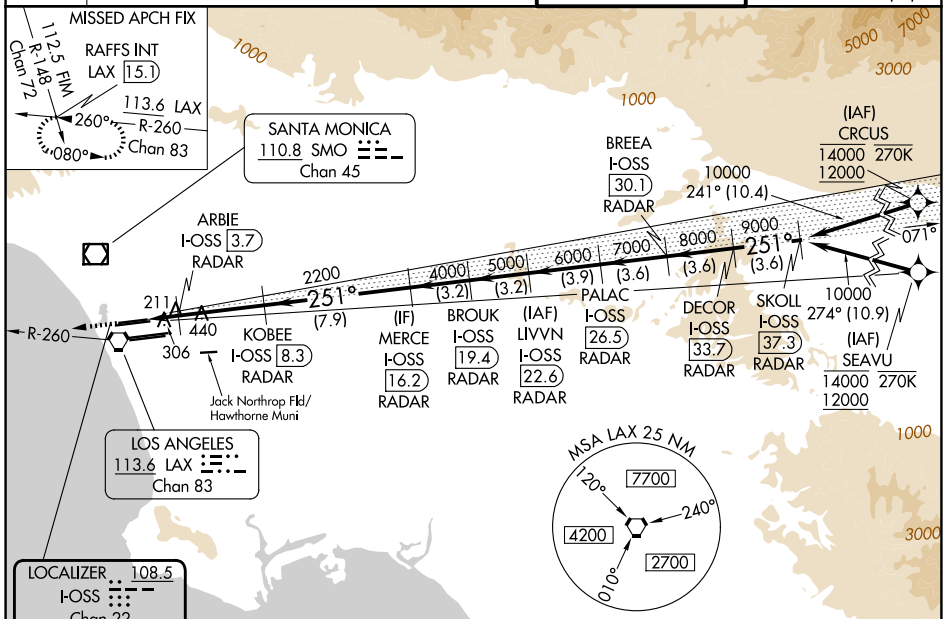 MISSED APCH FIX
RAFFS INT
LAX 15.1
112.5 FIM
R-148
Chan 72
113.6 LAX
260°
R-260
Chan 83
080°
1000
5000
7000
3000
1000
SANTA MONICA
110.8 SMO
Chan 45
(IAF)
CRCUS
14000 270K
12000
BREEA
I-OSS
30.1
RADAR
10000
241° (10.4)
ARBIE
I-OSS 3.7
RADAR
071°
2200
251°
(7.9)
4000
(3.2)
5000
(3.2)
6000
(3.9)
7000
(3.6)
8000
(3.6)
9000
251°
(3.6)
10000
274° (10.9)
211
440
306
R-260
KOBEE
I-OSS 8.3
RADAR
(IF)
MERCE
I-OSS
16.2
RADAR
BROUK
I-OSS
19.4
RADAR
(IAF)
LIVVN
I-OSS
22.6
RADAR
PALAC
I-OSS
26.5
RADAR
DECOR
I-OSS
33.7
RADAR
SKOLL
I-OSS
37.3
RADAR
(IAF)
SEAVU
14000 270K
12000
Jack Northrop Fld/
Hawthorne Muni
LOS ANGELES
113.6 LAX
Chan 83
1000
3000
MSA LAX 25 NM
120°
7700
240°
4200
2700
010°
LOCALIZER 108.5
I-OSS
Chan 22